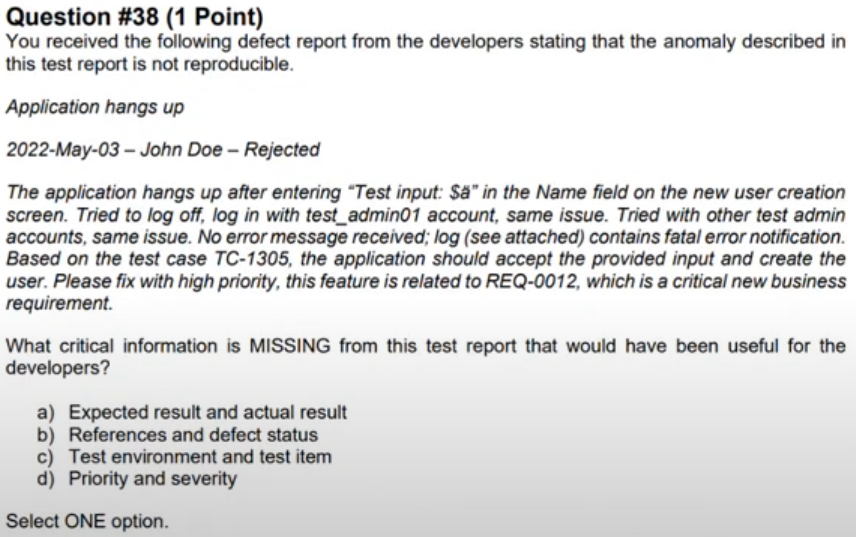 Question #38 (1 Point)
You received the following defect report from the developers stating that the anomaly described in
this test report is not reproducible.
Application hangs up
2022-May-03 – John Doe – Rejected
The application hangs up after entering “Test input: $ä” in the Name field on the new user creation
screen. Tried to log off, log in with test_admin01 account, same issue. Tried with other test admin
accounts, same issue. No error message received; log (see attached) contains fatal error notification.
Based on the test case TC-1305, the application should accept the provided input and create the
user. Please fix with high priority, this feature is related to REQ-0012, which is a critical new business
requirement.
What critical information is MISSING from this test report that would have been useful for the
developers?
a) Expected result and actual result
b) References and defect status
c) Test environment and test item
d) Priority and severity
Select ONE option.